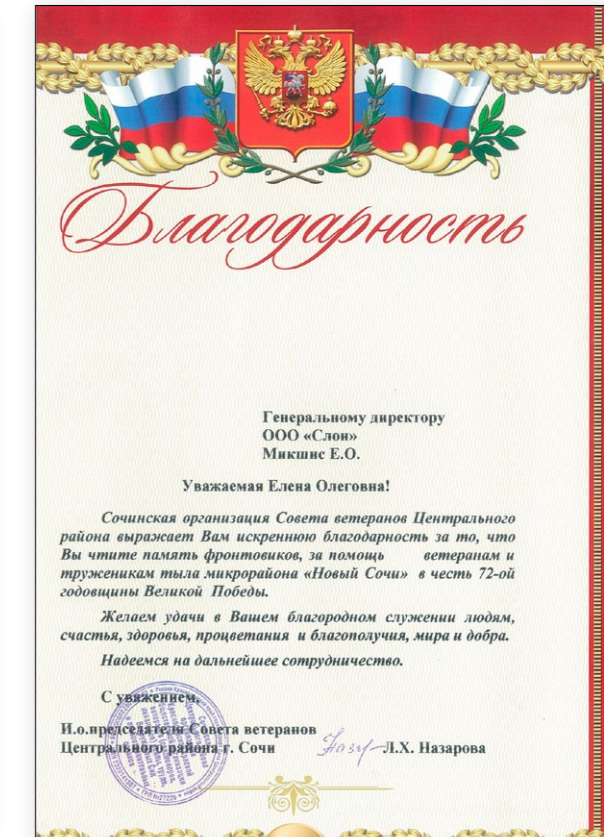 Благодарность
Генеральному директору
ООО «Слон»
Микшис Е.О.
Уважаемая Елена Олеговна!
Сочинская организация Совета ветеранов Центрального
района выражает Вам искреннюю благодарность за то, что
Вы чтите память фронтовиков, за помощь ветеранам и
труженикам тыла микрорайона «Новый Сочи» в честь 72-ой
годовщины Великой Победы.
Желаем удачи в Вашем благородном служении людям,
счастья, здоровья, процветания и благополучия, мира и добра.
Надеемся на дальнейшее сотрудничество.
С уважением,
И.о.председателя Совета ветеранов
Центрального района г. Сочи Л.Х. Назарова